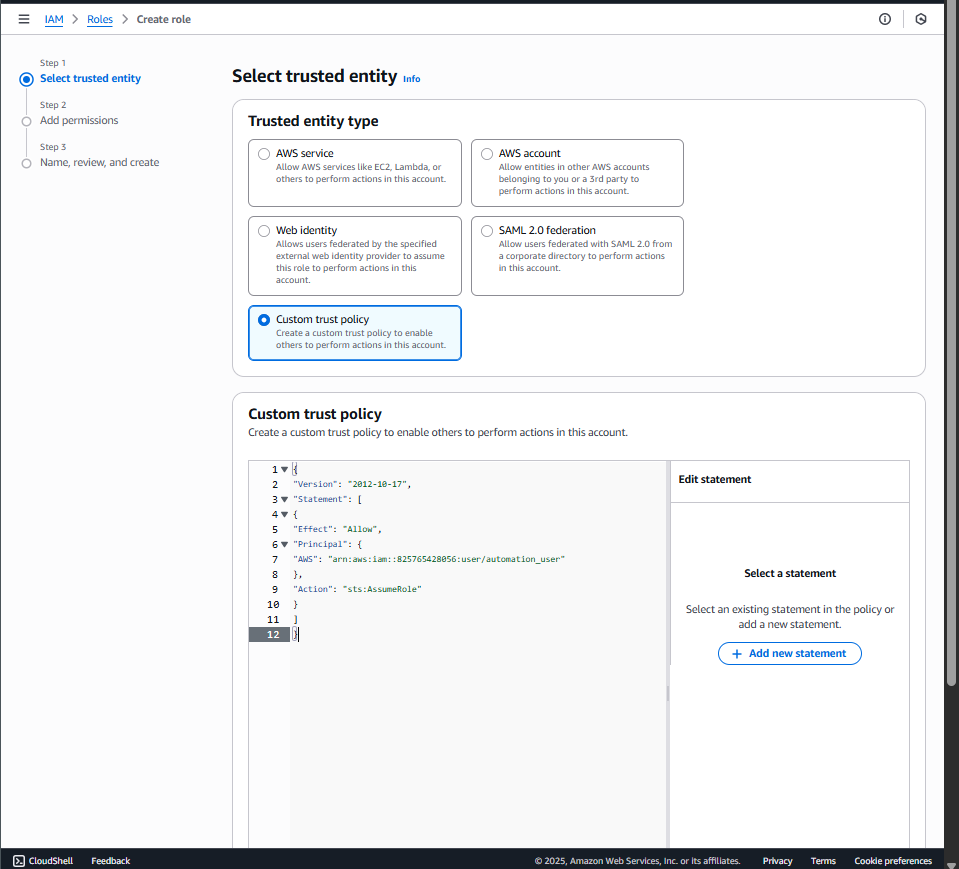 IAM > Roles > Create role
Step 1
Select trusted entity
Step 2
Add permissions
Step 3
Name, review, and create
Select trusted entity Info
Trusted entity type
AWS service
Allow AWS services like EC2, Lambda, or
others to perform actions in this account.
AWS account
Allow entities in other AWS accounts
belonging to you or a 3rd party to
perform actions in this account.
Web identity
Allows users federated by the specified
external web identity provider to assume
this role to perform actions in this
account.
SAML 2.0 federation
Allow users federated with SAML 2.0 from
a corporate directory to perform actions
in this account.
Custom trust policy
Create a custom trust policy to enable
others to perform actions in this account.
Custom trust policy
Create a custom trust policy to enable others to perform actions in this account.
1 {
2 "Version": "2012-10-17",
3 "Statement": [
4 {
5 "Effect": "Allow",
6 "Principal": {
7 "AWS": "arn:aws:iam::825765428056:user/automation_user"
8 },
9 "Action": "sts:AssumeRole"
10 }
11 ]
12 }
Edit statement
Select a statement
Select an existing statement in the policy or
add a new statement.
+ Add new statement
CloudShell Feedback © 2025, Amazon Web Services, Inc. or its affiliates. Privacy Terms Cookie preferences